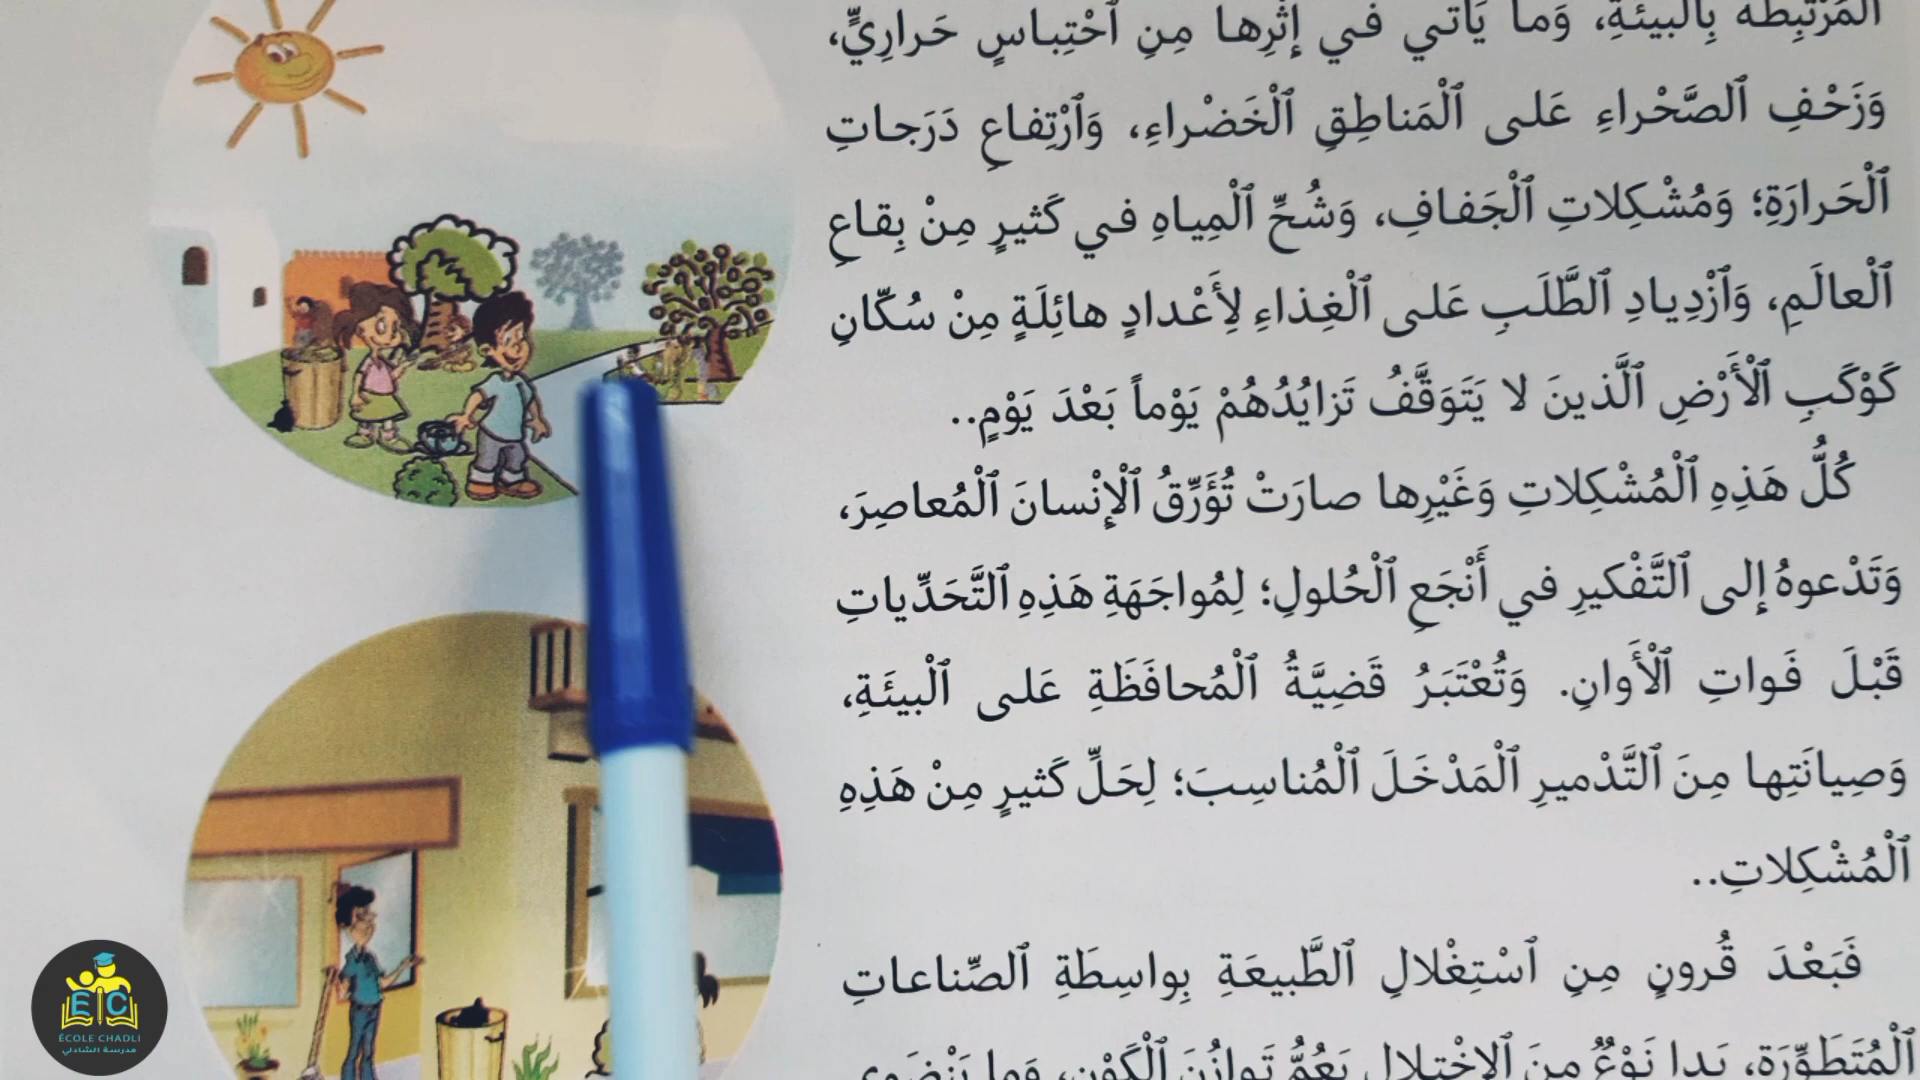 المُرْتَبِطَةِ بِالْبيئَةِ، وَما يَأْتي في إِثْرِها مِنِ ٱحْتِباسٍ حَرارِيٍّ،
وَزَحْفِ ٱلصَّحْراءِ عَلى ٱلْمَناطِقِ ٱلْخَضْراءِ، وَٱرْتِفاعِ دَرَجاتِ
ٱلْحَرارَةِ؛ وَمُشْكِلاتِ ٱلْجَفافِ، وَشُحِّ ٱلْمِياهِ في كَثيرٍ مِنْ بِقاعِ
ٱلْعالَمِ، وَٱزْدِيادِ ٱلطَّلَبِ عَلى ٱلْغِذاءِ لِأَعْدادٍ هائِلَةٍ مِنْ سُكّانِ
كَوْكَبِ ٱلْأَرْضِ ٱلَّذينَ لا يَتَوَقَّفُ تَزايُدُهُمْ يَوْماً بَعْدَ يَوْمٍ..
كُلُّ هَذِهِ ٱلْمُشْكِلاتِ وَغَيْرِها صارَتْ تُؤَرِّقُ ٱلْإِنْسانَ ٱلْمُعاصِرَ،
وَتَدْعوهُ إِلى ٱلتَّفْكيرِ في أَنْجَعِ ٱلْحُلولِ؛ لِمُواجَهَةِ هَذِهِ ٱلتَّحَدِّياتِ
قَبْلَ فَواتِ ٱلْأَوانِ. وَتُعْتَبَرُ قَضِيَّةُ ٱلْمُحافَظَةِ عَلى ٱلْبيئَةِ،
وَصِيانَتِها مِنَ ٱلتَّدْميرِ ٱلْمَدْخَلَ ٱلْمُناسِبَ؛ لِحَلِّ كَثيرٍ مِنْ هَذِهِ
ٱلْمُشْكِلاتِ..
فَبَعْدَ قُرونٍ مِنِ ٱسْتِغْلالِ ٱلطَّبيعَةِ بِواسِطَةِ ٱلصِّناعاتِ
ٱلْمُتَطَوِّرَةِ، بَدا نَوْعٌ مِنَ ٱلِاخْتِلالِ يَعُمُّ تَوازُنَ ٱلْكَوْنِ، وَما يَنْضَوي
EC
ÉCOLE CHADLI
مدرسة الشاذلي